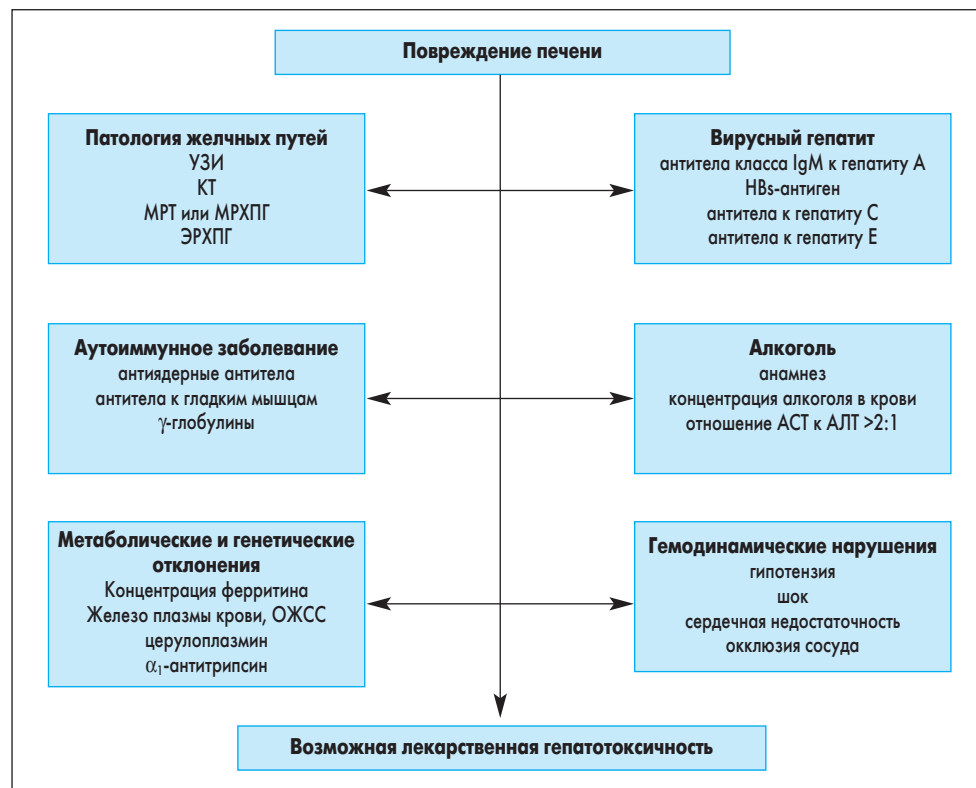 Повреждение печени
Патология желчных путей
УЗИ
КТ
МРТ или МРХПГ
ЭРХПГ
Вирусный гепатит
антитела класса IgM к гепатиту А
HBs-антиген
антитела к гепатиту С
антитела к гепатиту Е
Аутоиммунное заболевание
антиядерные антитела
антитела к гладким мышцам
γ-глобулины
Алкоголь
анамнез
концентрация алкоголя в крови
отношение АСТ к АЛТ >2:1
Метаболические и генетические
отклонения
Концентрация ферритина
Железо плазмы крови, ОЖСС
церулоплазмин
α₁-антитрипсин
Гемодинамические нарушения
гипотензия
шок
сердечная недостаточность
окклюзия сосуда
Возможная лекарственная гепатотоксичность